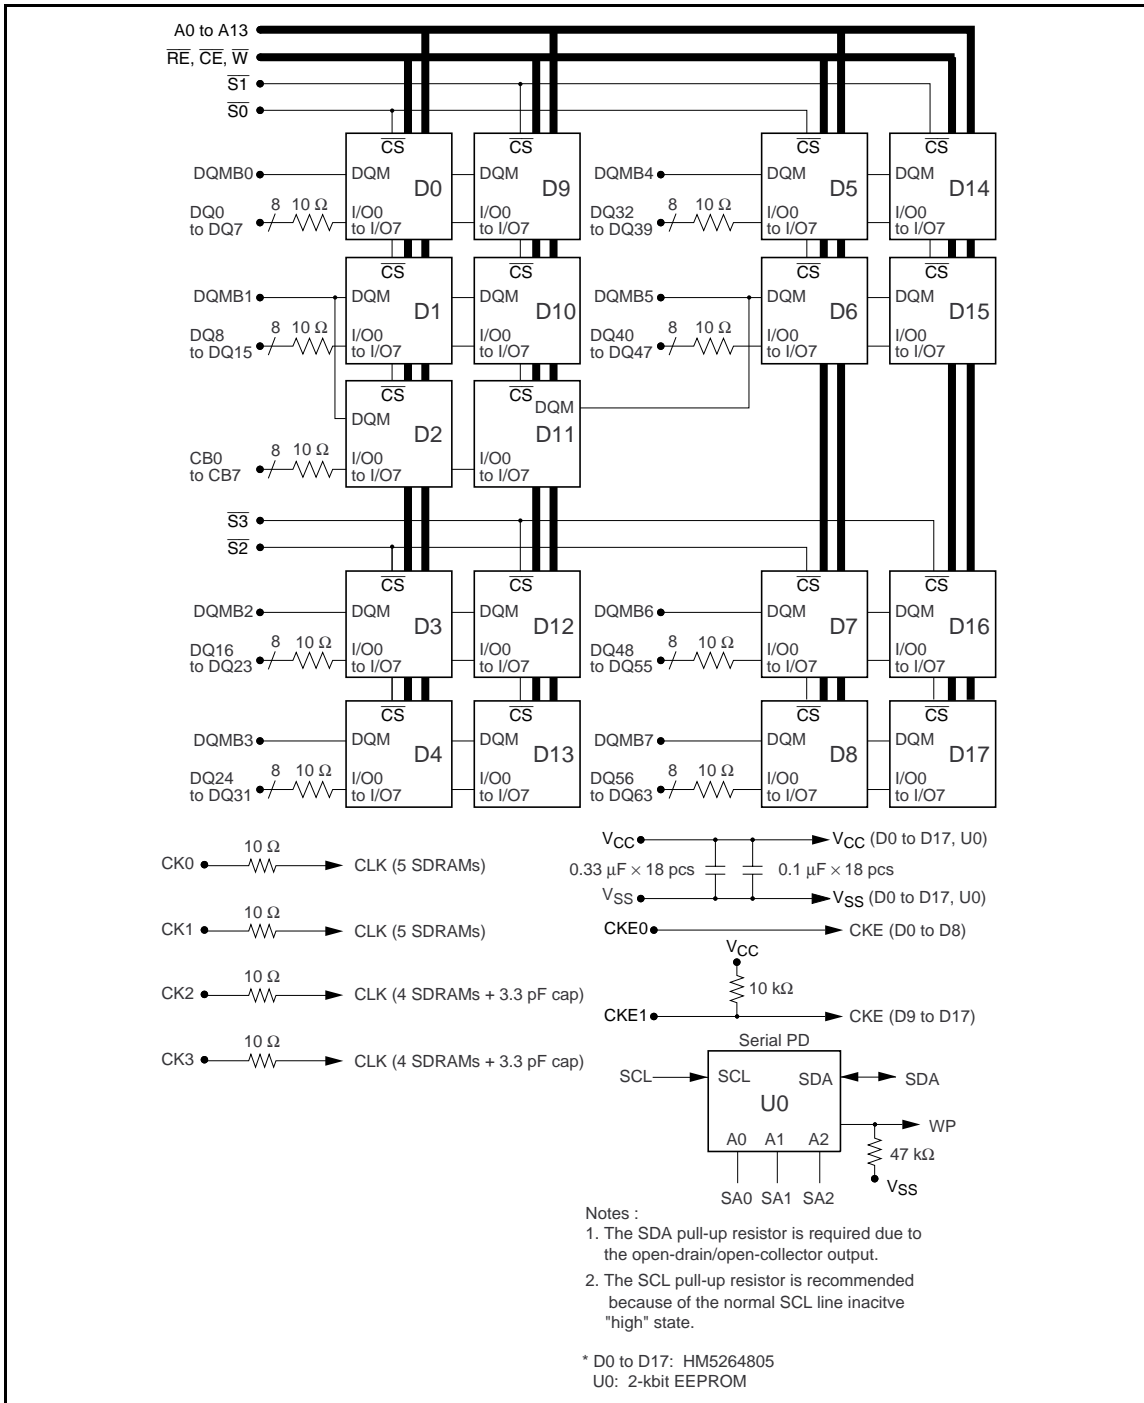 A0 to A13
RE, CE, W
S1
S0
CS
CS
CS
CS
DQMB0
DQM
D0
D9
DQMB4
DQM
D5
DQM
D14
DQ0
to DQ7
8
10 Ω
I/O0
to I/O7
I/O0
to I/O7
DQ32
to DQ39
8
10 Ω
I/O0
to I/O7
I/O0
to I/O7
CS
CS
CS
CS
DQMB1
DQM
D1
DQM
D10
DQMB5
DQM
D6
DQM
D15
DQ8
to DQ15
8
10 Ω
I/O0
to I/O7
I/O0
to I/O7
DQ40
to DQ47
8
10 Ω
I/O0
to I/O7
I/O0
to I/O7
CS
CS
DQM
D2
DQM
D11
CB0
to CB7
8
10 Ω
I/O0
to I/O7
I/O0
to I/O7
S3
S2
CS
CS
CS
CS
DQMB2
DQM
D3
DQM
D12
DQMB6
DQM
D7
DQM
D16
DQ16
to DQ23
8
10 Ω
I/O0
to I/O7
I/O0
to I/O7
DQ48
to DQ55
8
10 Ω
I/O0
to I/O7
I/O0
to I/O7
CS
CS
CS
CS
DQMB3
DQM
D4
DQM
D13
DQMB7
DQM
D8
DQM
D17
DQ24
to DQ31
8
10 Ω
I/O0
to I/O7
I/O0
to I/O7
DQ56
to DQ63
8
10 Ω
I/O0
to I/O7
I/O0
to I/O7
CK0
10 Ω
CLK (5 SDRAMs)
CK1
10 Ω
CLK (5 SDRAMs)
CK2
10 Ω
CLK (4 SDRAMs + 3.3 pF cap)
CK3
10 Ω
CLK (4 SDRAMs + 3.3 pF cap)
VCC
VCC (D0 to D17, U0)
0.33 µF × 18 pcs
0.1 µF × 18 pcs
VSS
VSS (D0 to D17, U0)
CKE0
CKE (D0 to D8)
VCC
10 kΩ
CKE1
CKE (D9 to D17)
Serial PD
SCL
SCL
SDA
SDA
U0
A0
A1
A2
WP
47 kΩ
VSS
SA0
SA1
SA2
Notes :
1. The SDA pull-up resistor is required due to
the open-drain/open-collector output.
2. The SCL pull-up resistor is recommended
because of the normal SCL line inacitve
"high" state.
* D0 to D17: HM5264805
U0: 2-kbit EEPROM